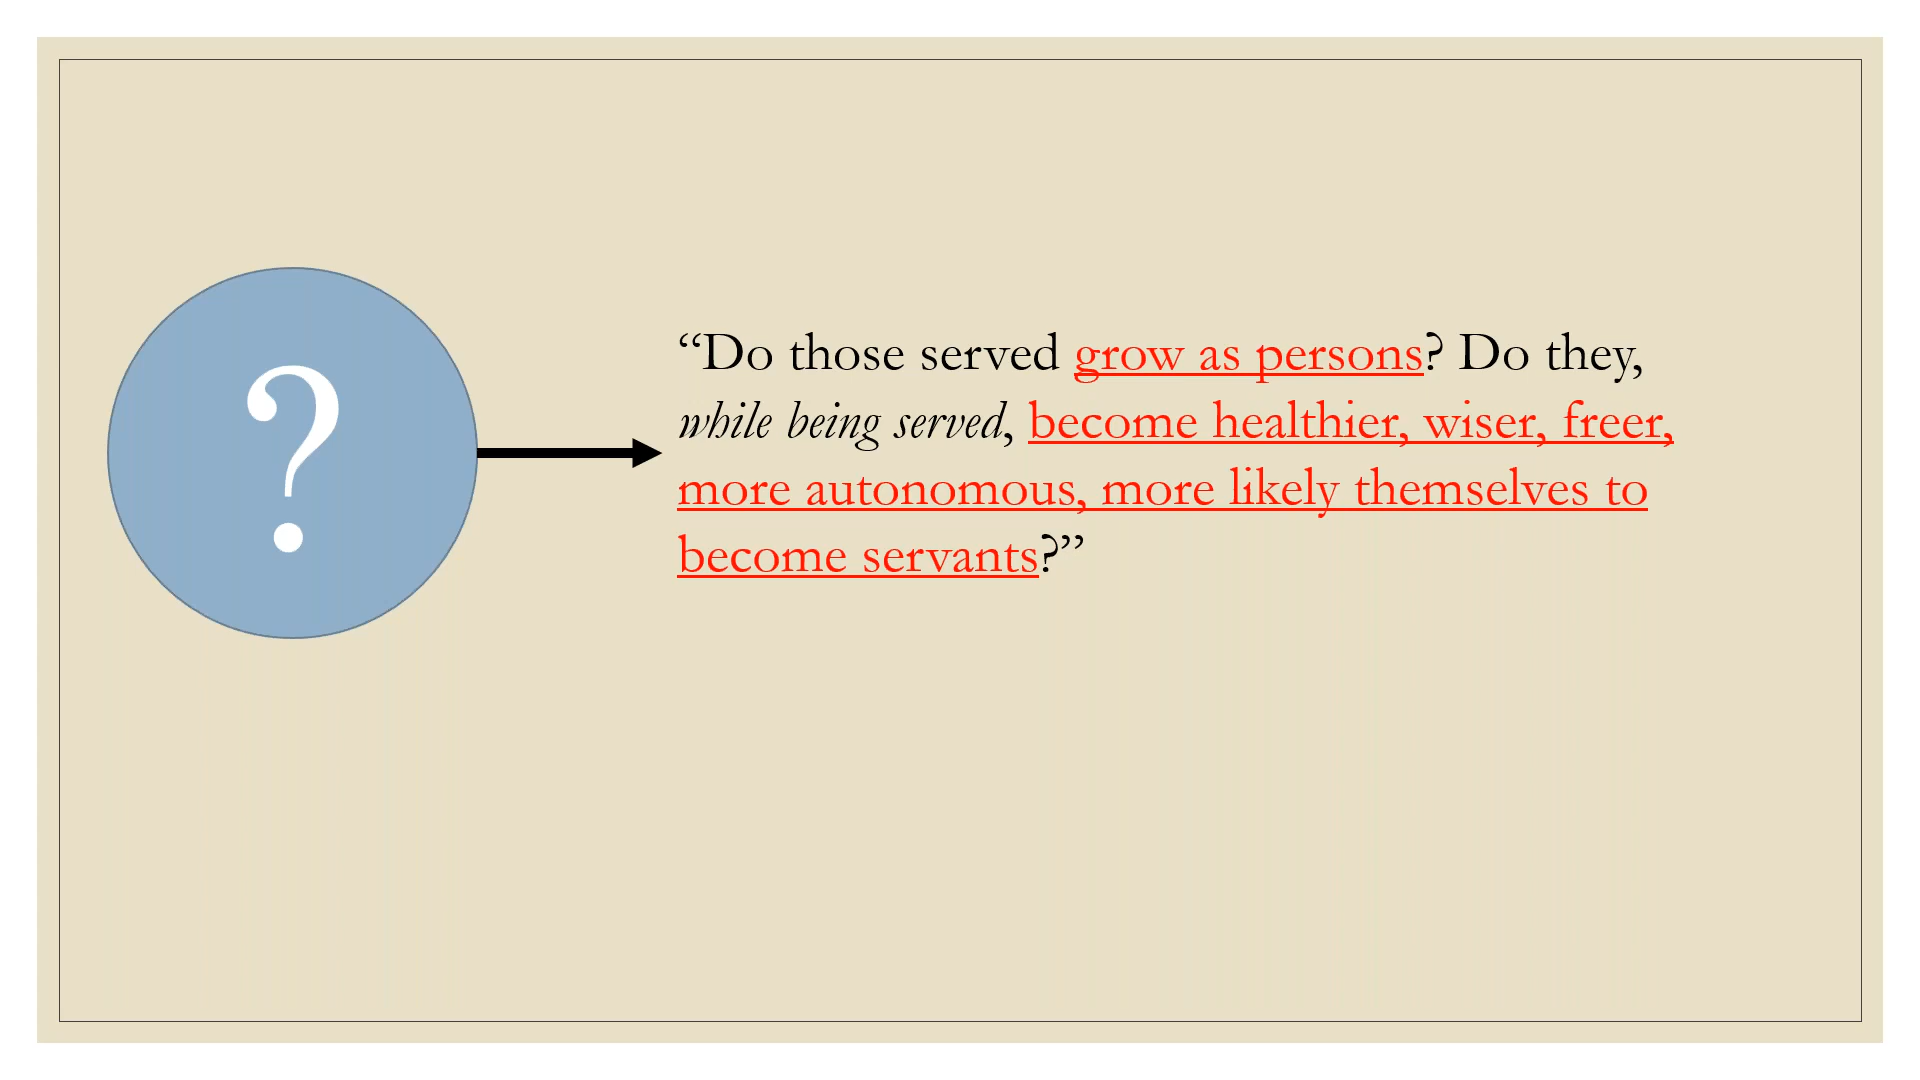 ?
“Do those served grow as persons? Do they,
while being served, become healthier, wiser, freer,
more autonomous, more likely themselves to
become servants?”